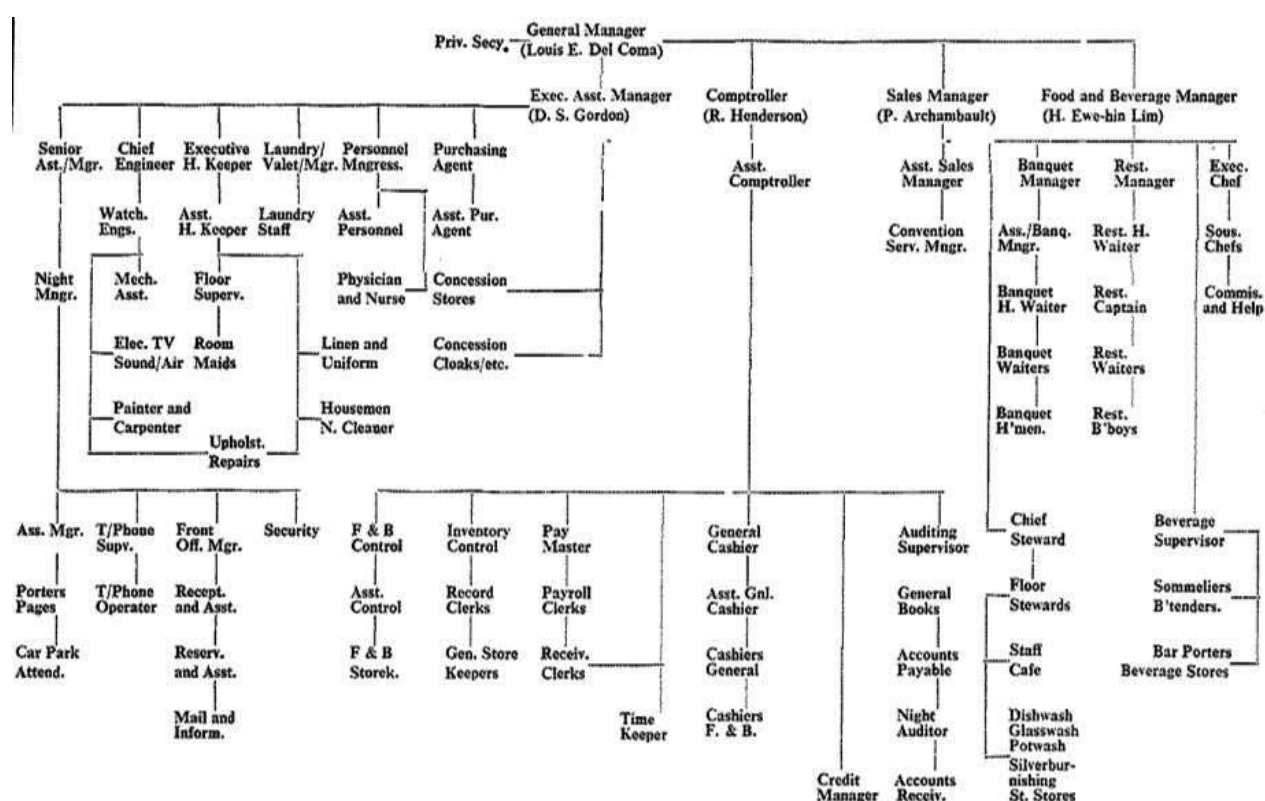 General Manager
Priv. Secy. (Louis E. Del Coma)
Exec. Asst. Manager
(D. S. Gordon)
Comptroller
(R. Henderson)
Sales Manager
(P. Archambault)
Food and Beverage Manager
(H. Ewe-hin Lim)
Senior
Ast./Mgr.
Chief
Engineer
Executive
H. Keeper
Laundry/
Valet/Mgr.
Personnel
Mngress.
Purchasing
Agent
Asst.
Comptroller
Asst. Sales
Manager
Banquet
Manager
Rest.
Manager
Exec.
Chef
Watch.
Engs.
Asst.
H. Keeper
Laundry
Staff
Asst.
Personnel
Asst. Pur.
Agent
Convention
Serv. Mngr.
Ass./Banq.
Mngr.
Rest. H.
Waiter
Sous.
Chefs
Night
Mngr.
Mech.
Asst.
Floor
Superv.
Physician
and Nurse
Concession
Stores
Banquet
H. Waiter
Rest.
Captain
Commis.
and Help
Elec. TV
Sound/Air
Room
Maids
Linen and
Uniform
Concession
Cloaks/etc.
Banquet
Waiters
Rest.
Waiters
Painter and
Carpenter
Upholst.
Repairs
Housemen
N. Cleaner
Banquet
H'men.
Rest.
B'boys
Ass. Mgr.
T/Phone
Supv.
Front
Off. Mgr.
Security
F & B
Control
Inventory
Control
Pay
Master
General
Cashier
Auditing
Supervisor
Chief
Steward
Beverage
Supervisor
Porters
Pages
T/Phone
Operater
Recept.
and Asst.
Asst.
Control
Record
Clerks
Payroll
Clerks
Asst. Gnl.
Cashier
General
Books
Floor
Stewards
Sommeliers
B'tenders.
Car Park
Attend.
Reserv.
and Asst.
F & B
Storek.
Gen. Store
Keepers
Receiv.
Clerks
Cashiers
General
Accounts
Payable
Staff
Cafe
Bar Porters
Beverage Stores
Mail and
Inform.
Time
Keeper
Cashiers
F. & B.
Night
Auditor
Dishwash
Glasswash
Potwash
Silverbur-
nishing
St. Stores
Credit
Manager
Accounts
Receiv.